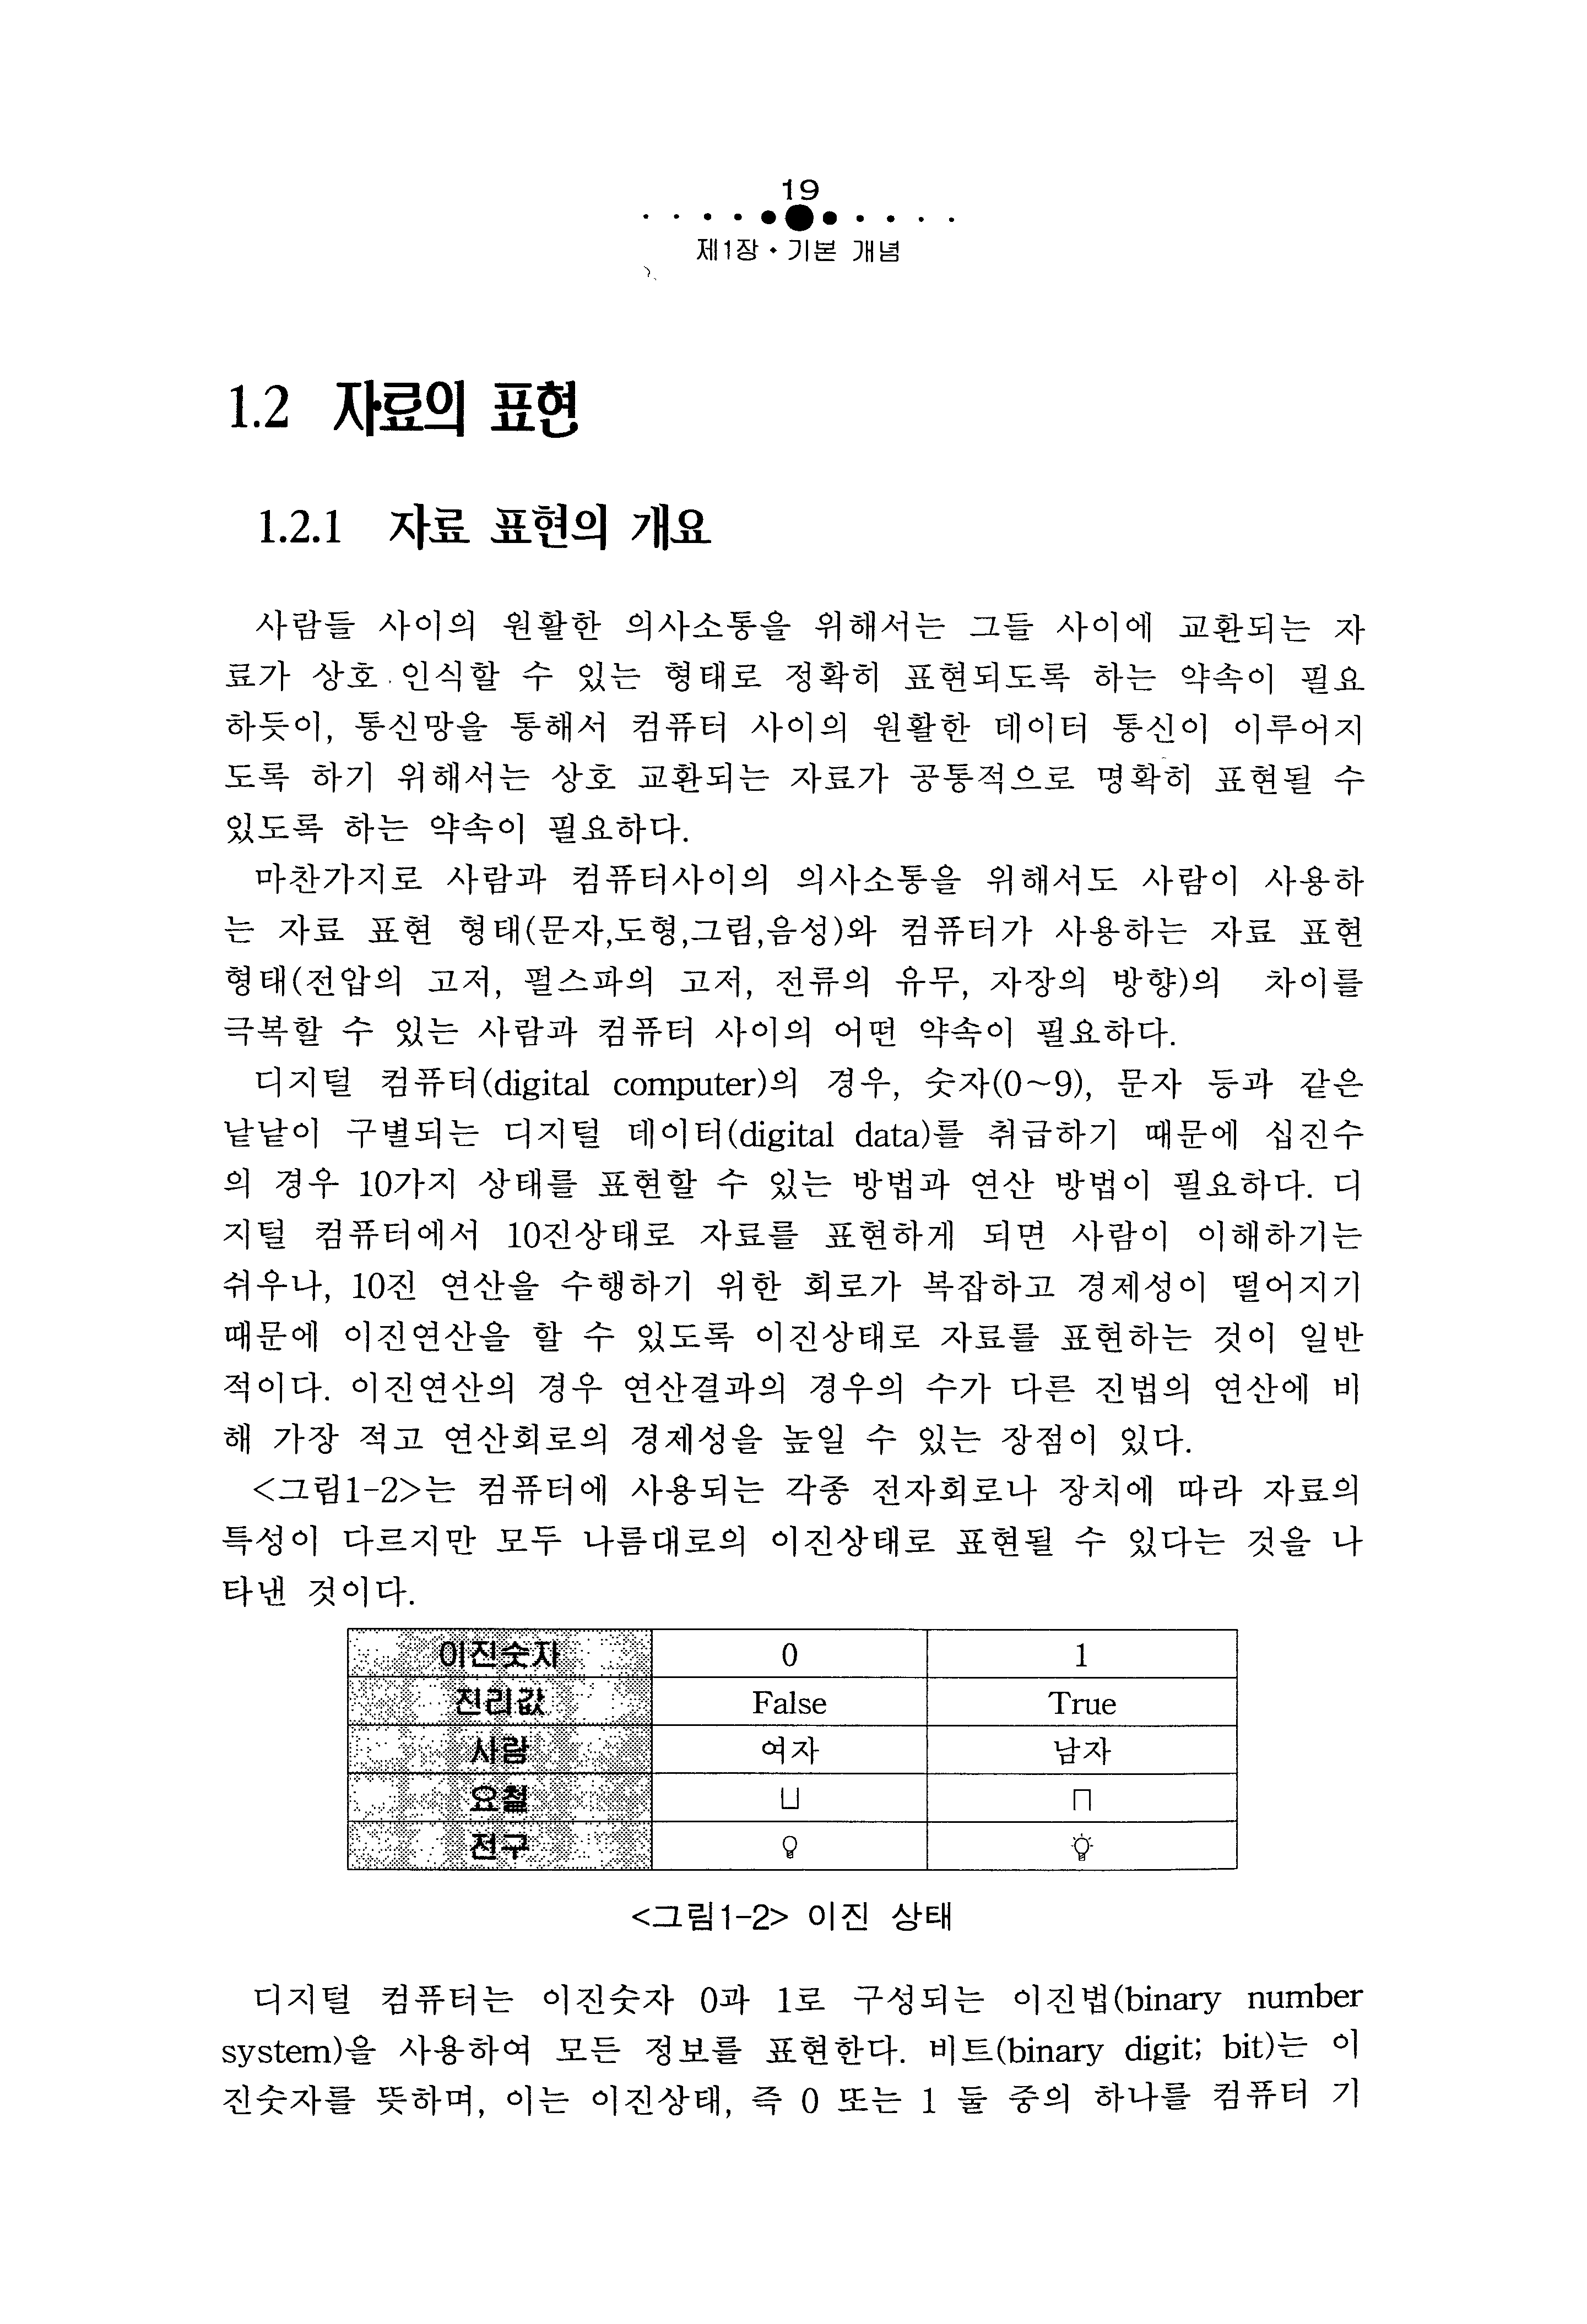 19
제1장 • 기본 개념
1.2 자료의 표현
1.2.1 자료 표현의 개요
사람들 사이의 원활한 의사소통을 위해서는 그들 사이에 교환되는 자
료가 상호 인식할 수 있는 형태로 정확히 표현되도록 하는 약속이 필요
하듯이, 통신망을 통해서 컴퓨터 사이의 원활한 데이터 통신이 이루어지
도록 하기 위해서는 상호 교환되는 자료가 공통적으로 명확히 표현될 수
있도록 하는 약속이 필요하다.
마찬가지로 사람과 컴퓨터사이의 의사소통을 위해서도 사람이 사용하
는 자료 표현 형태(문자,도형,그림,음성)와 컴퓨터가 사용하는 자료 표현
형태(전압의 고저, 펄스파의 고저, 전류의 유무, 자장의 방향)의 차이를
극복할 수 있는 사람과 컴퓨터 사이의 어떤 약속이 필요하다.
디지털 컴퓨터(digital computer)의 경우, 숫자(0~9), 문자 등과 같은
낱낱이 구별되는 디지털 데이터(digital data)를 취급하기 때문에 십진수
의 경우 10가지 상태를 표현할 수 있는 방법과 연산 방법이 필요하다. 디
지털 컴퓨터에서 10진상태로 자료를 표현하게 되면 사람이 이해하기는
쉬우나, 10진 연산을 수행하기 위한 회로가 복잡하고 경제성이 떨어지기
때문에 이진연산을 할 수 있도록 이진상태로 자료를 표현하는 것이 일반
적이다. 이진연산의 경우 연산결과의 경우의 수가 다른 진법의 연산에 비
해 가장 적고 연산회로의 경제성을 높일 수 있는 장점이 있다.
<그림1-2>는 컴퓨터에 사용되는 각종 전자회로나 장치에 따라 자료의
특성이 다르지만 모두 나름대로의 이진상태로 표현될 수 있다는 것을 나
타낸 것이다.
이진숫자 0 1
진리값 False True
사람 여자 남자
요철 ⊔ ⊓
전구
<그림1-2> 이진 상태
디지털 컴퓨터는 이진숫자 0과 1로 구성되는 이진법(binary number
system)을 사용하여 모든 정보를 표현한다. 비트(binary digit; bit)는 이
진숫자를 뜻하며, 이는 이진상태, 즉 0 또는 1 둘 중의 하나를 컴퓨터 기